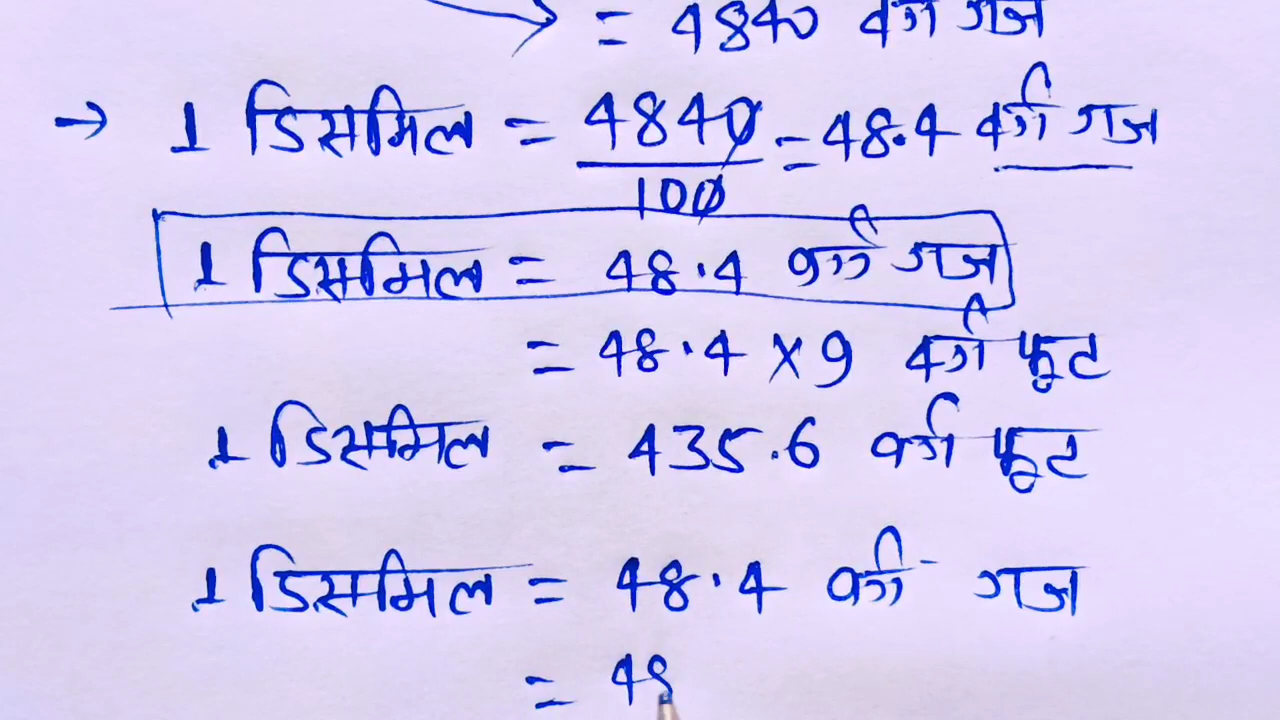 = 4840 वर्ग गज
→ 1 डिसमिल = 4840/100 = 48.4 वर्ग गज
1 डिसमिल = 48.4 वर्ग गज
= 48.4 × 9 वर्ग फूट
1 डिसमिल = 435.6 वर्ग फूट
1 डिसमिल = 48.4 वर्ग गज
= 48